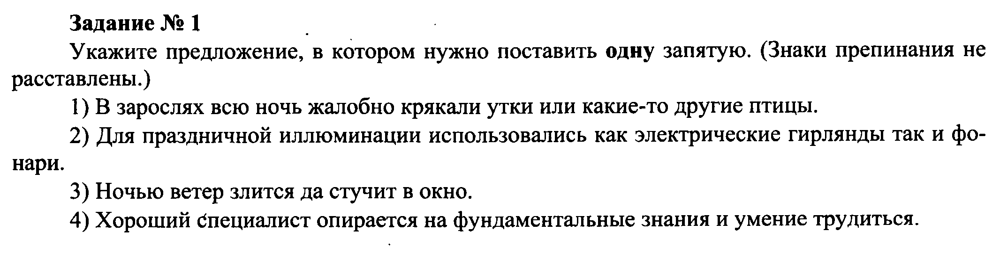 Задание № 1
Укажите предложение, в котором нужно поставить одну запятую. (Знаки препинания не
расставлены.)
1) В зарослях всю ночь жалобно крякали утки или какие-то другие птицы.
2) Для праздничной иллюминации использовались как электрические гирлянды так и фо-
нари.
3) Ночью ветер злится да стучит в окно.
4) Хороший специалист опирается на фундаментальные знания и умение трудиться.